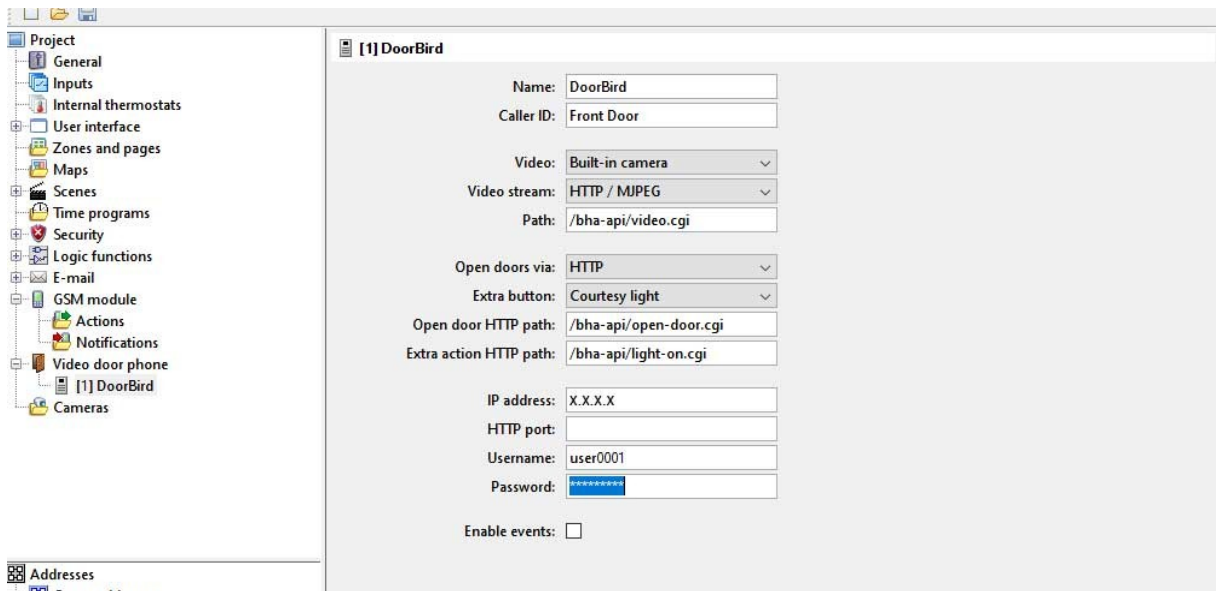 Project
General
Inputs
Internal thermostats
User interface
Zones and pages
Maps
Scenes
Time programs
Security
Logic functions
E-mail
GSM module
Actions
Notifications
Video door phone
[1] DoorBird
Cameras
Addresses
[1] DoorBird
Name: DoorBird
Caller ID: Front Door
Video: Built-in camera
Video stream: HTTP / MJPEG
Path: /bha-api/video.cgi
Open doors via: HTTP
Extra button: Courtesy light
Open door HTTP path: /bha-api/open-door.cgi
Extra action HTTP path: /bha-api/light-on.cgi
IP address: X.X.X.X
HTTP port:
Username: user0001
Password: *********
Enable events: